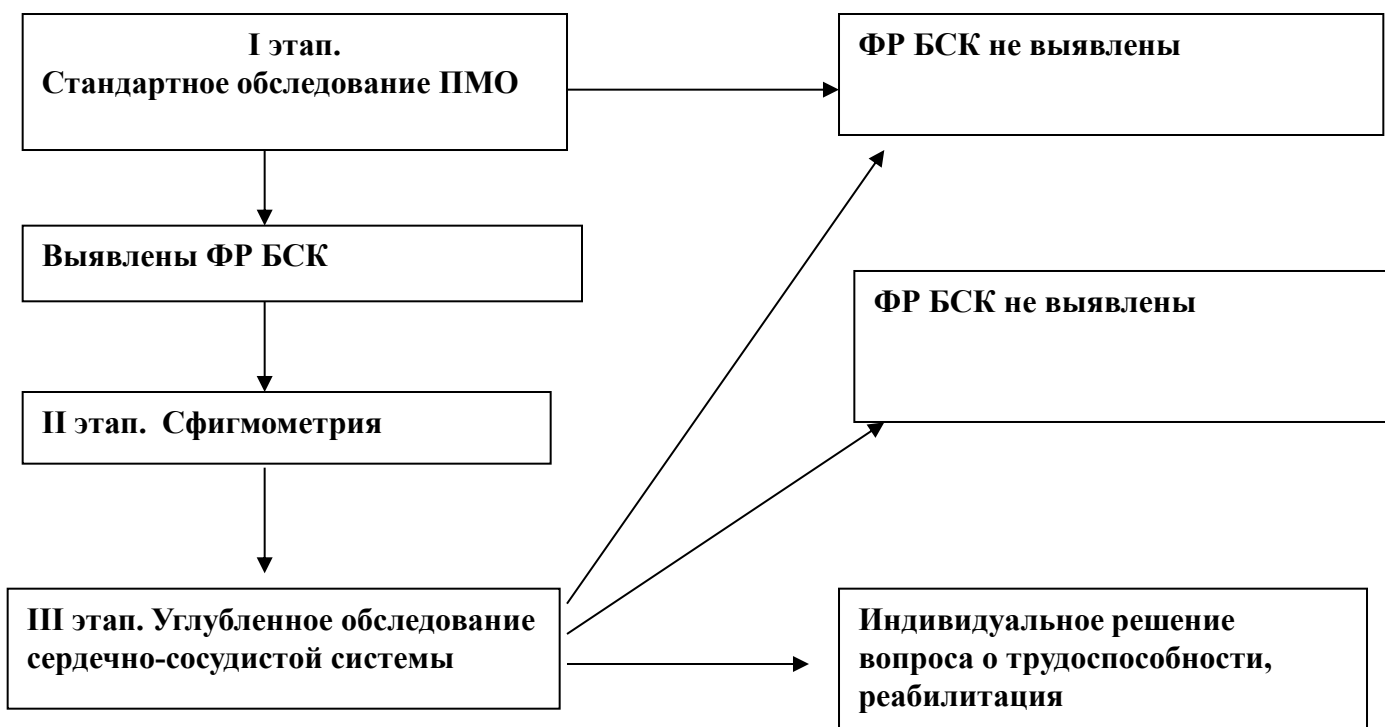 I этап.
Стандартное обследование ПМО
ФР БСК не выявлены
Выявлены ФР БСК
ФР БСК не выявлены
II этап. Сфигмометрия
III этап. Углубленное обследование
сердечно-сосудистой системы
Индивидуальное решение
вопроса о трудоспособности,
реабилитация